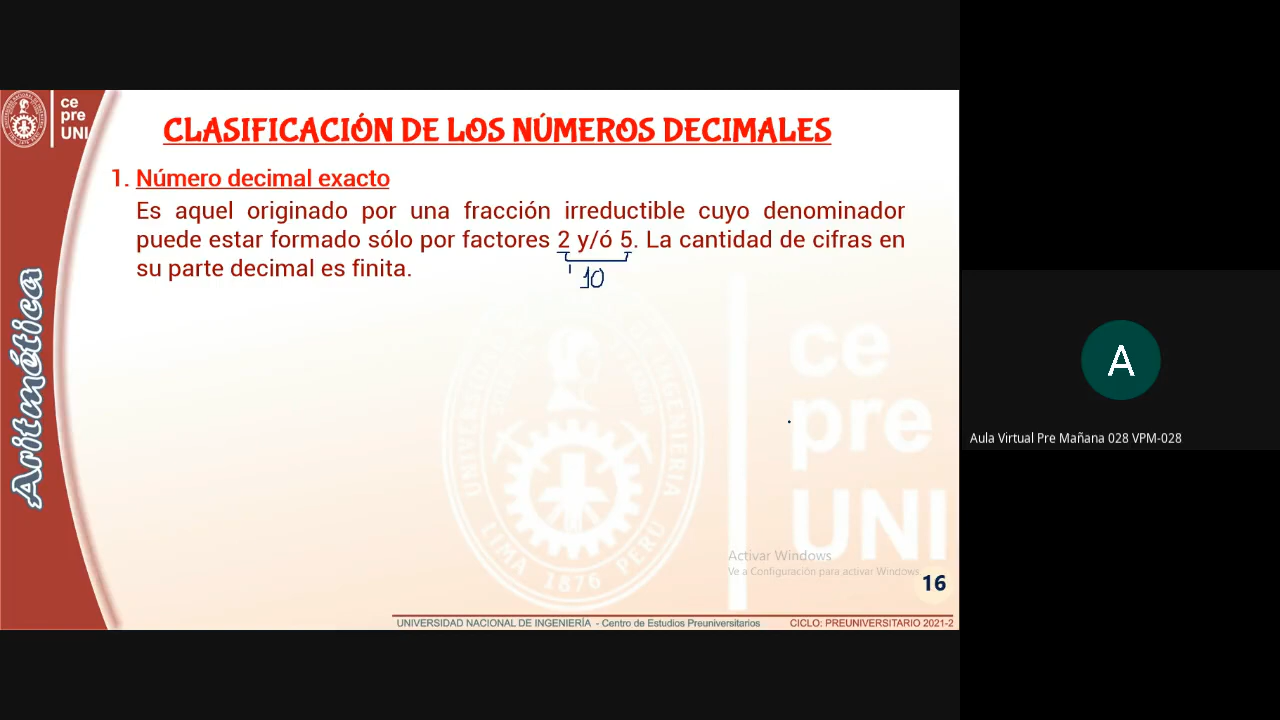 ce
pre
UNI
CLASIFICACIÓN DE LOS NÚMEROS DECIMALES
1. Número decimal exacto
Es aquel originado por una fracción irreductible cuyo denominador
puede estar formado sólo por factores 2 y/ó 5. La cantidad de cifras en
su parte decimal es finita.
10
Aritmética
ce
pre
UNI
LIMA 1876 PERU
A
Aula Virtual Pre Mañana 028 VPM-028
Activar Windows
Ve a Configuración para activar Windows.
16
UNIVERSIDAD NACIONAL DE INGENIERÍA - Centro de Estudios Preuniversitarios
CICLO: PREUNIVERSITARIO 2021-2